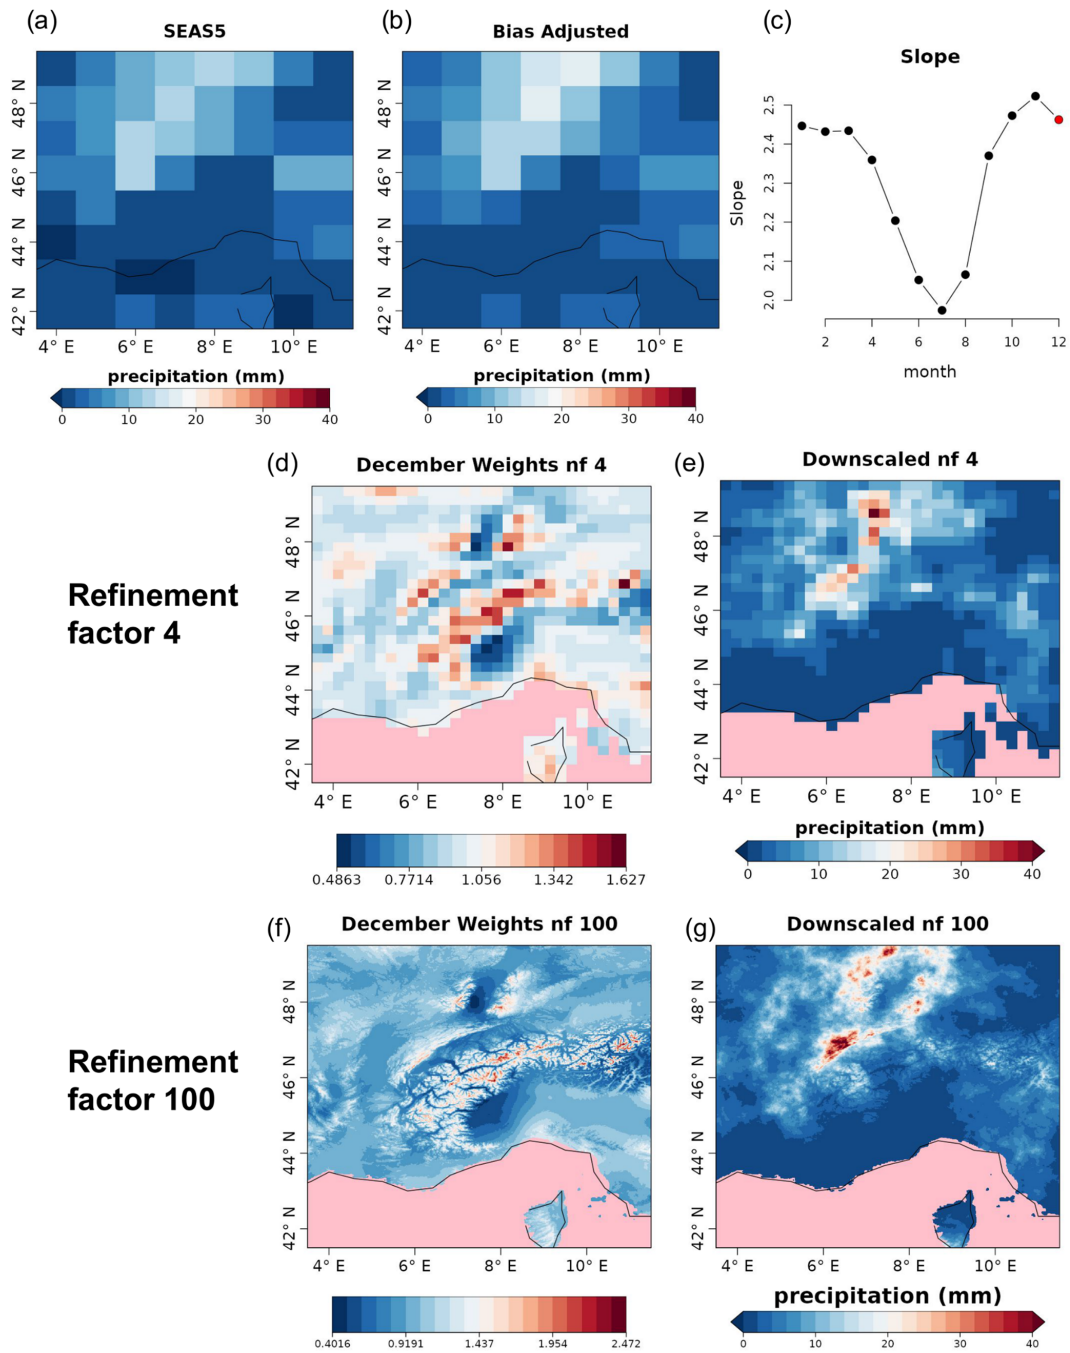 (a)
SEAS5
(b)
Bias Adjusted
(c)
Slope
48° N
46° N
44° N
42° N
4° E
6° E
8° E
10° E
precipitation (mm)
0
10
20
30
40
48° N
46° N
44° N
42° N
4° E
6° E
8° E
10° E
precipitation (mm)
0
10
20
30
40
Slope
2.5
2.4
2.3
2.2
2.1
2.0
2
4
6
8
10
12
month
(d)
December Weights nf 4
(e)
Downscaled nf 4
Refinement
factor 4
48° N
46° N
44° N
42° N
4° E
6° E
8° E
10° E
0.4863
0.7714
1.056
1.342
1.627
48° N
46° N
44° N
42° N
4° E
6° E
8° E
10° E
precipitation (mm)
0
10
20
30
40
(f)
December Weights nf 100
(g)
Downscaled nf 100
Refinement
factor 100
48° N
46° N
44° N
42° N
4° E
6° E
8° E
10° E
0.4016
0.9191
1.437
1.954
2.472
48° N
46° N
44° N
42° N
4° E
6° E
8° E
10° E
precipitation (mm)
0
10
20
30
40